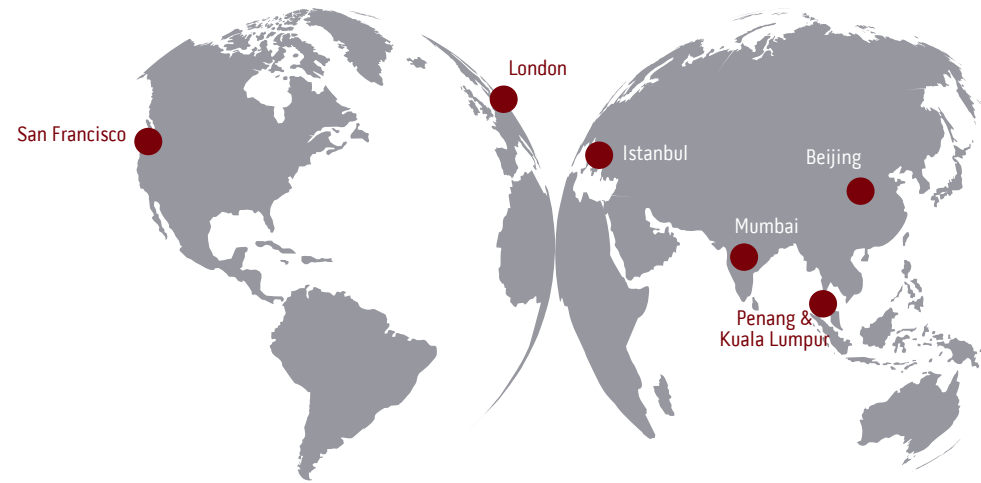 London
San Francisco
Istanbul
Beijing
Mumbai
Penang &
Kuala Lumpur